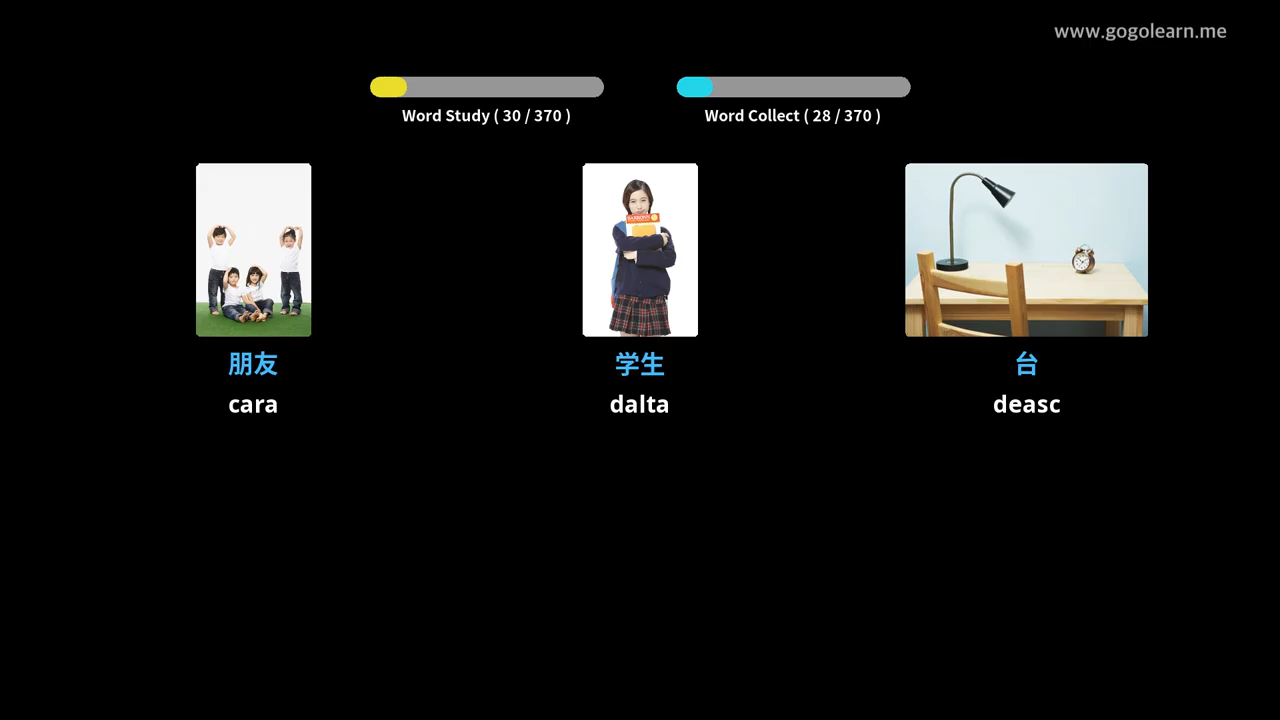 www.gogolearn.me
Word Study ( 30 / 370 )
Word Collect ( 28 / 370 )
朋友
学生
台
cara
dalta
deasc